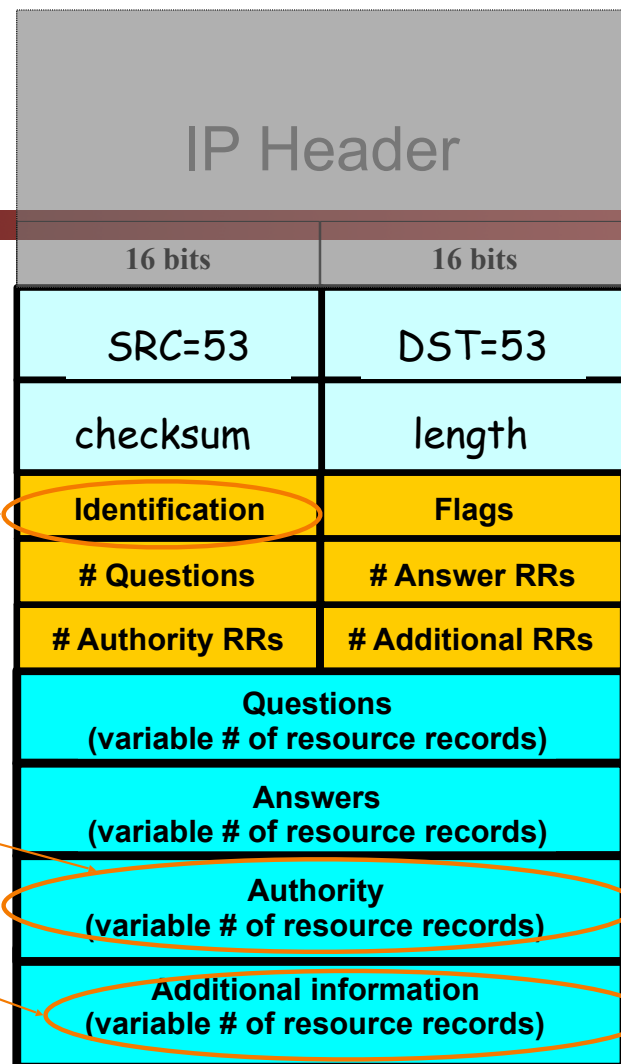 IP Header
16 bits 16 bits
SRC=53 DST=53
checksum length
Identification Flags
# Questions # Answer RRs
# Authority RRs # Additional RRs
Questions
(variable # of resource records)
Answers
(variable # of resource records)
Authority
(variable # of resource records)
Additional information
(variable # of resource records)